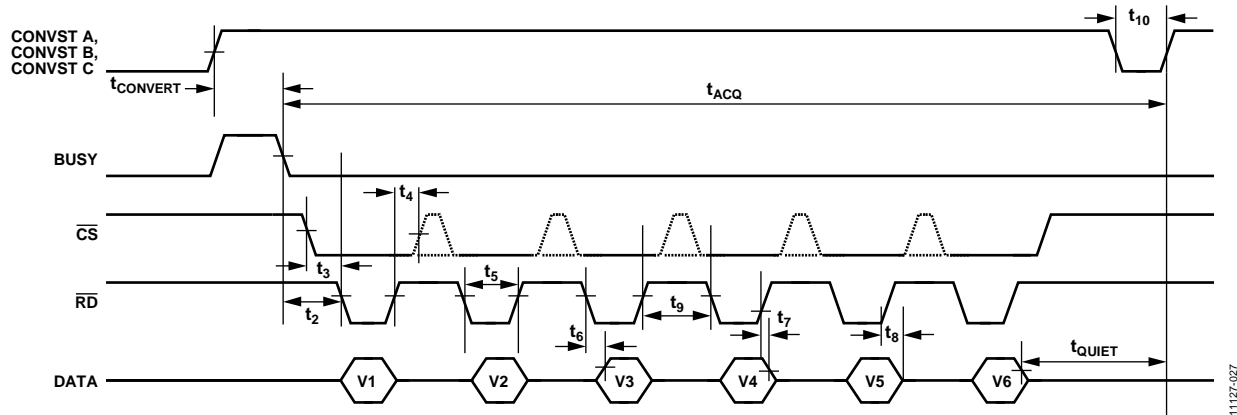 CONVST A,
CONVST B,
CONVST C
t10
tCONVERT
tACQ
BUSY
t4
CS
t3
t5
RD
t2
t9
t6
t7
t8
tQUIET
DATA
V1
V2
V3
V4
V5
V6
11127-027